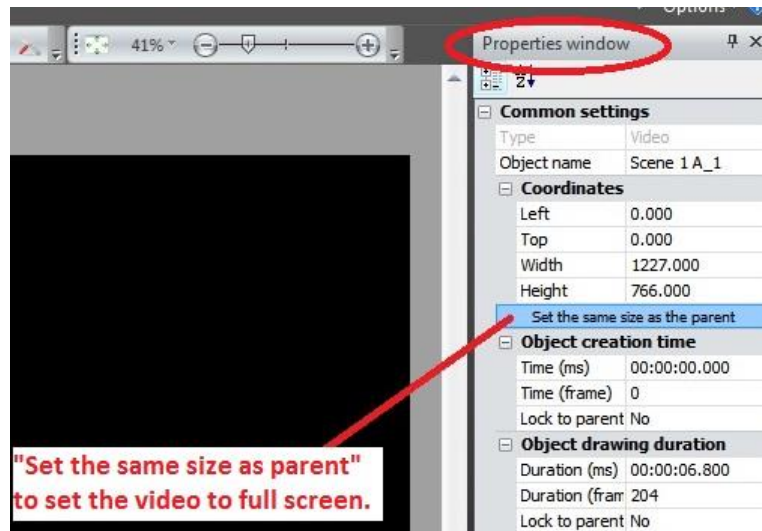 Options
41%
Properties window
Common settings
Type Video
Object name Scene 1 A_1
Coordinates
Left 0.000
Top 0.000
Width 1227.000
Height 766.000
Set the same size as the parent
Object creation time
Time (ms) 00:00:00.000
Time (frame) 0
Lock to parent No
Object drawing duration
Duration (ms) 00:00:06.800
Duration (fram 204
Lock to parent No
"Set the same size as parent"
to set the video to full screen.